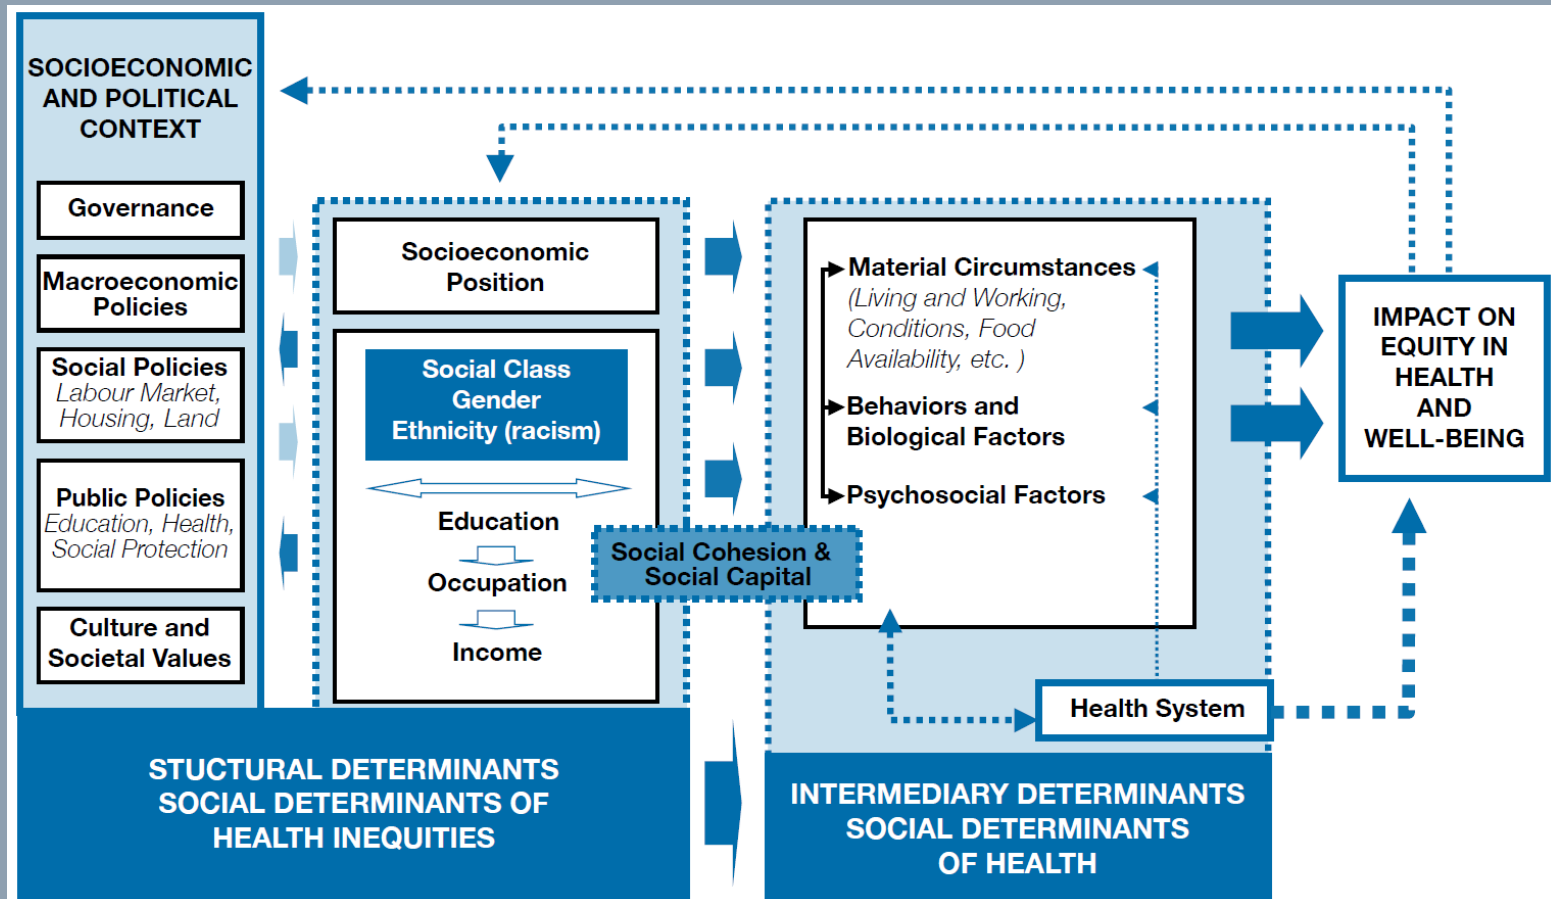 SOCIOECONOMIC
AND POLITICAL
CONTEXT
Governance
Macroeconomic
Policies
Social Policies
Labour Market,
Housing, Land
Public Policies
Education, Health,
Social Protection
Culture and
Societal Values
Socioeconomic
Position
Social Class
Gender
Ethnicity (racism)
Education
Occupation
Income
Social Cohesion &
Social Capital
Material Circumstances
(Living and Working,
Conditions, Food
Availability, etc. )
Behaviors and
Biological Factors
Psychosocial Factors
Health System
IMPACT ON
EQUITY IN
HEALTH
AND
WELL-BEING
STUCTURAL DETERMINANTS
SOCIAL DETERMINANTS OF
HEALTH INEQUITIES
INTERMEDIARY DETERMINANTS
SOCIAL DETERMINANTS
OF HEALTH